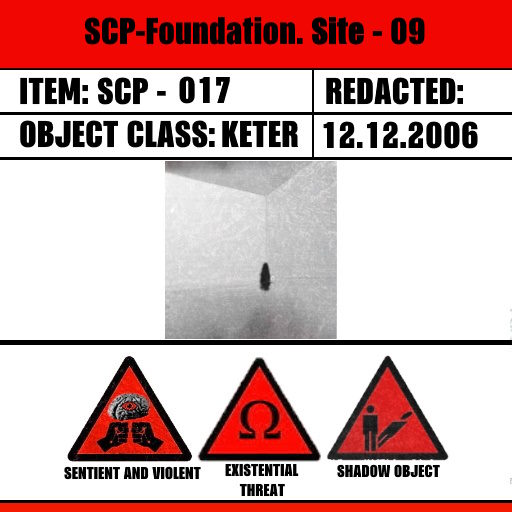 SCP-Foundation. Site - 09
ITEM: SCP - 017
REDACTED:
OBJECT CLASS: KETER
12.12.2006
Ω
SENTIENT AND VIOLENT
EXISTENTIAL
THREAT
SHADOW OBJECT